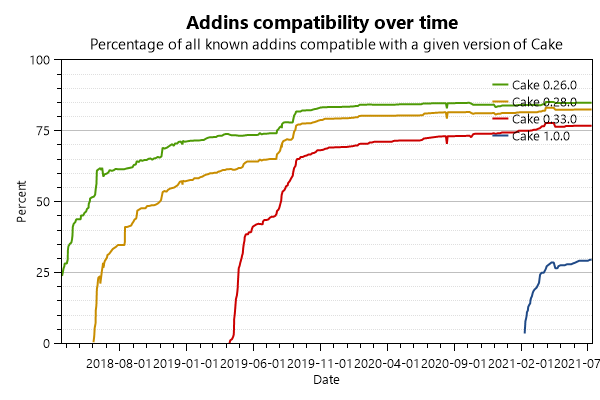 Addins compatibility over time
Percentage of all known addins compatible with a given version of Cake
100
75
50
25
0
Percent
Cake 0.26.0
Cake 0.28.0
Cake 0.33.0
Cake 1.0.0
2018-08-01 2019-01-01 2019-06-01 2019-11-01 2020-04-01 2020-09-01 2021-02-01 2021-07
Date